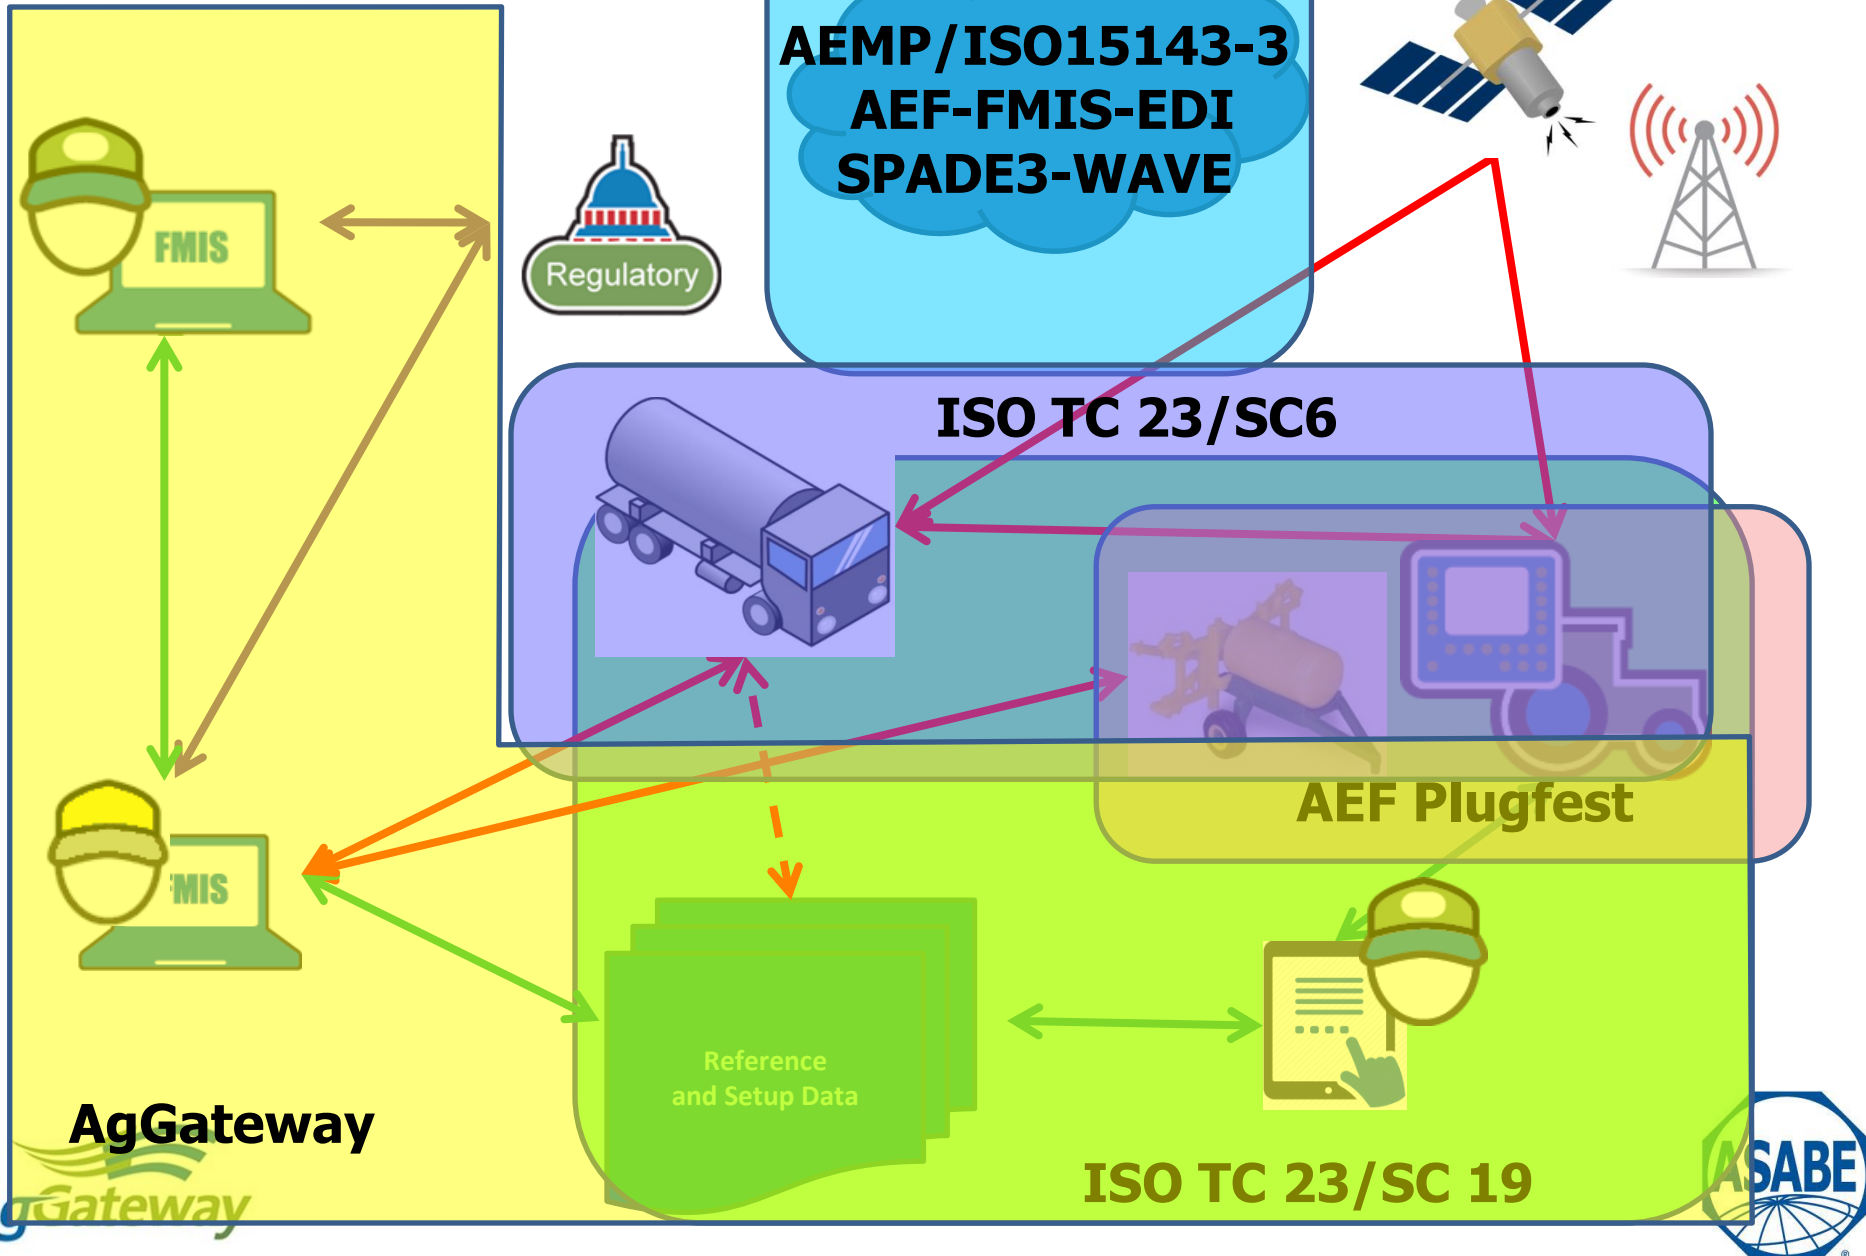 AEMP/ISO15143-3
AEF-FMIS-EDI
SPADE3-WAVE
FMIS
Regulatory
ISO TC 23/SC6
AEF Plugfest
MIS
Reference
and Setup Data
AgGateway
ISO TC 23/SC 19
gGateway
ASABE
®